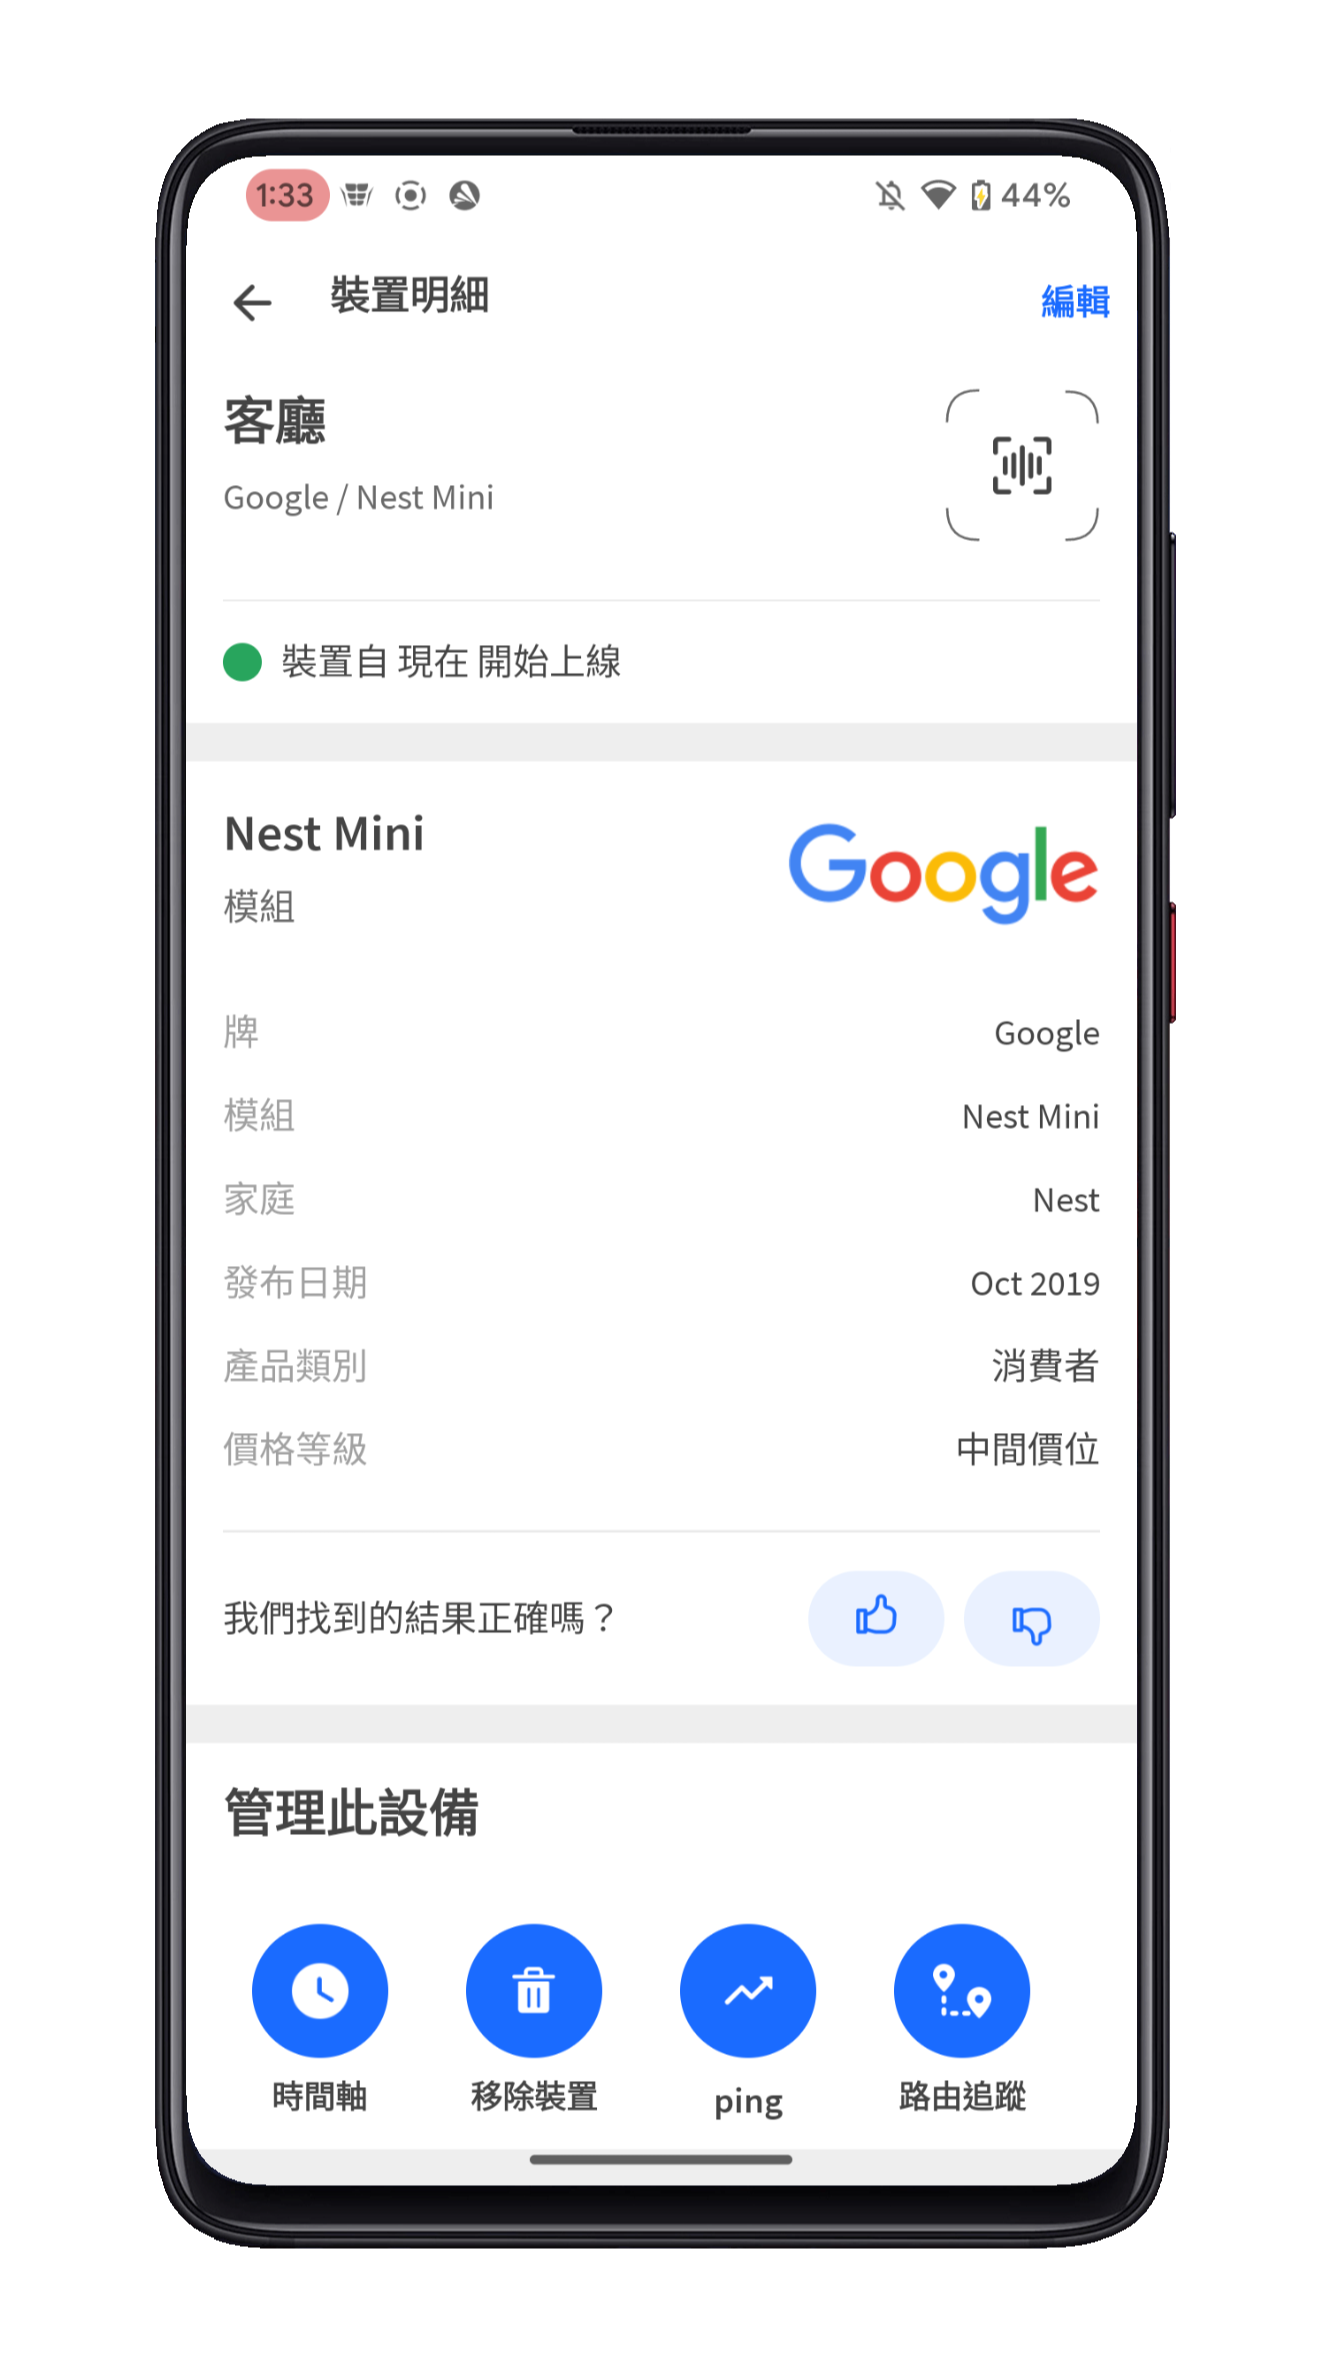 1:33
44%
裝置明細
編輯
客廳
Google / Nest Mini
裝置自 現在 開始上線
Nest Mini
Google
模組
牌
Google
模組
Nest Mini
家庭
Nest
發布日期
Oct 2019
產品類別
消費者
價格等級
中間價位
我們找到的結果正確嗎？
管理此設備
時間軸
移除裝置
ping
路由追蹤